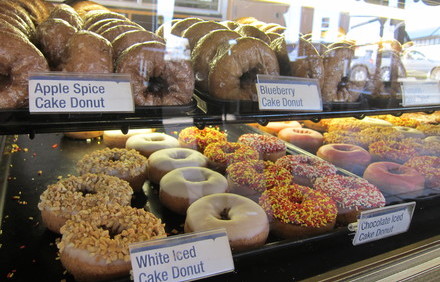 Apple Spice
Cake Donut
Blueberry
Cake Donut
White Iced
Cake Donut
Chocolate Iced
Cake Donut